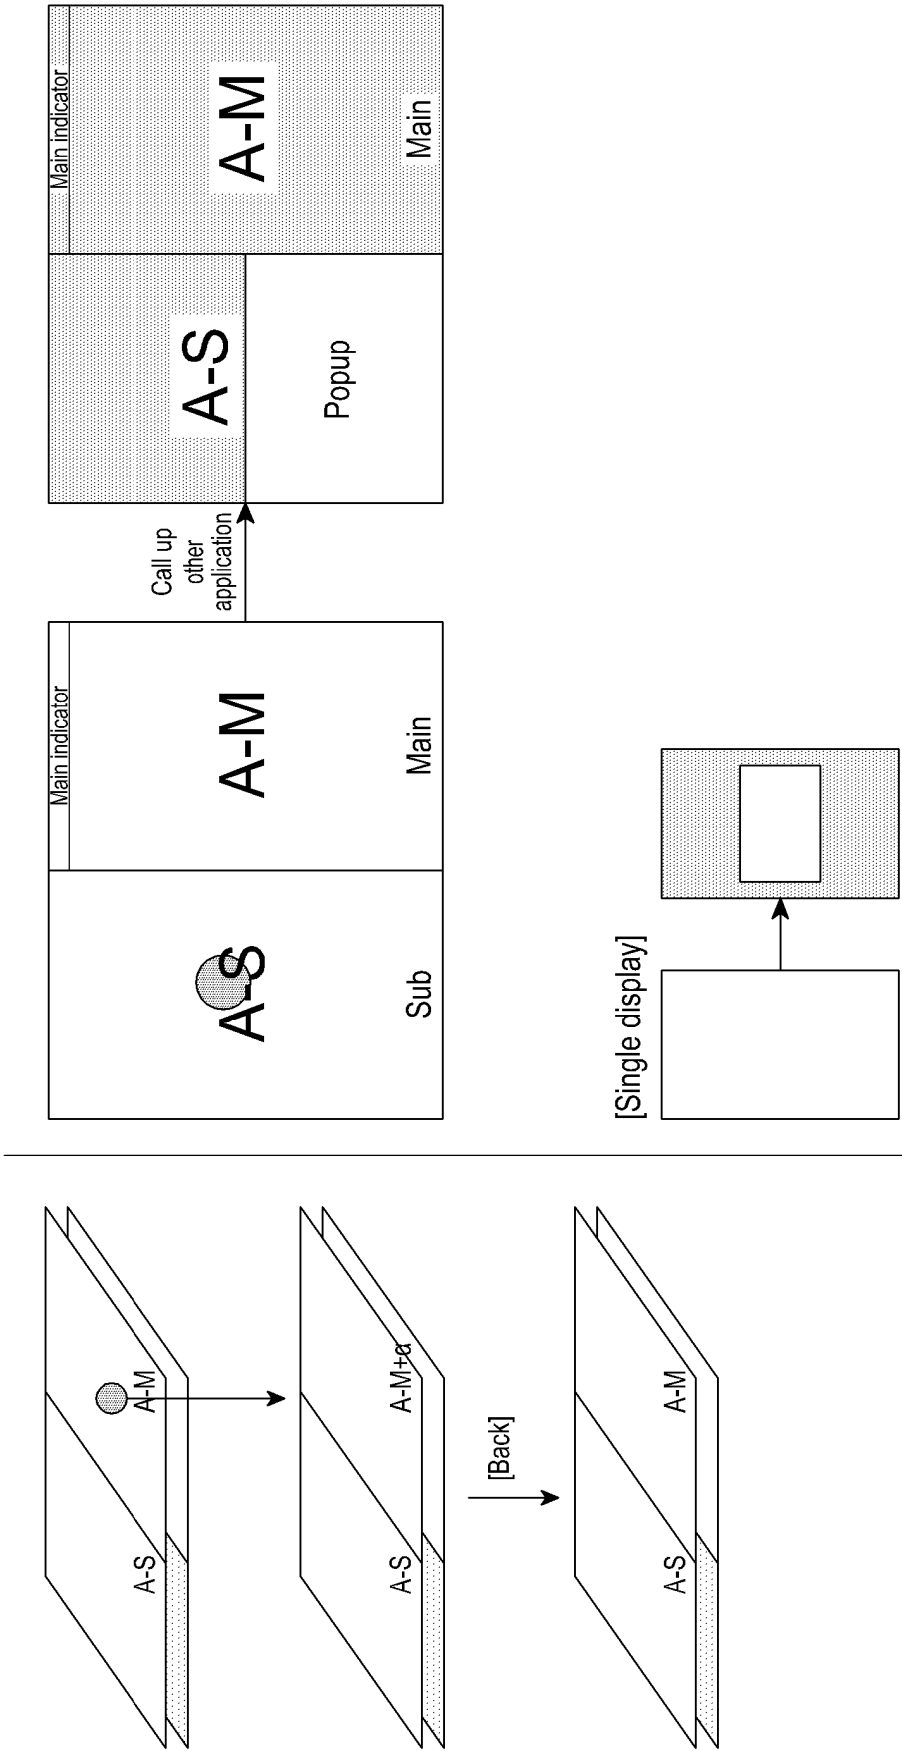 A-S
A-M
A-S
A-M+α
[Back]
A-S
A-M
Main indicator
A-S
A-M
Sub
Main
Call up
other
application
Main indicator
A-S
A-M
Popup
Main
[Single display]